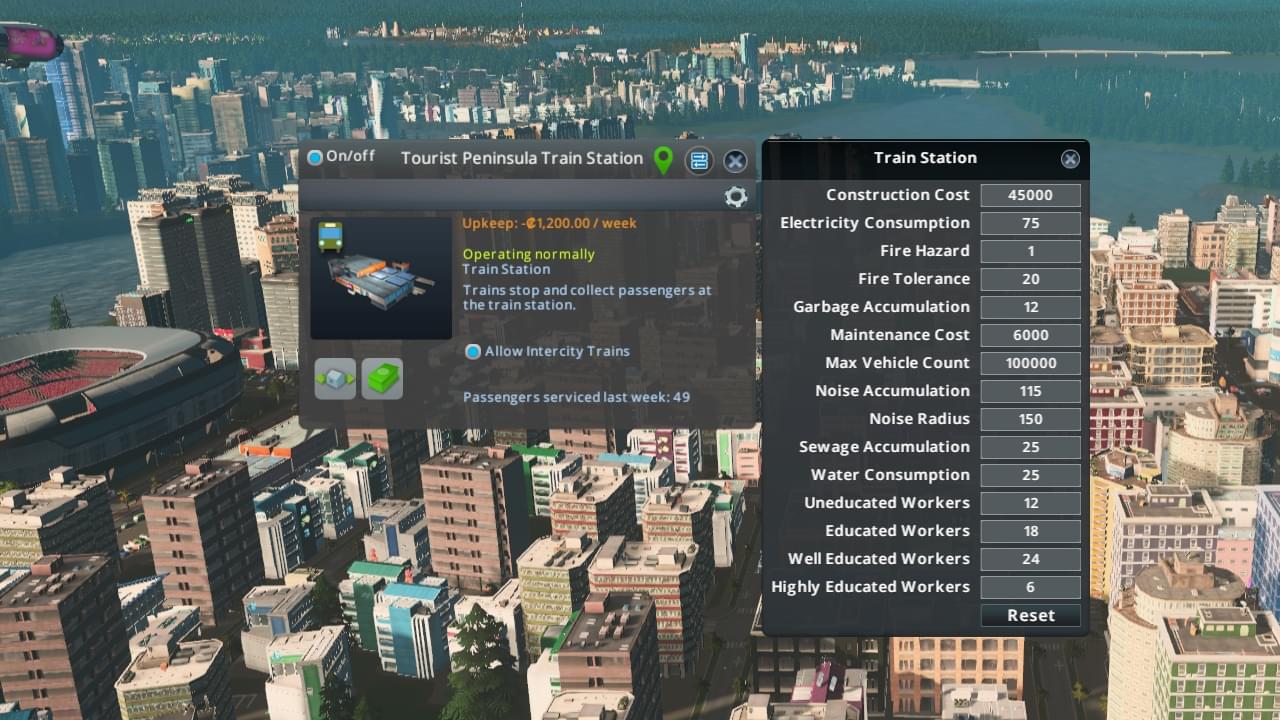 On/off
Tourist Peninsula Train Station
Upkeep: -₡1,200.00 / week
Operating normally
Train Station
Trains stop and collect passengers at
the train station.
Allow Intercity Trains
Passengers serviced last week: 49
Train Station
Construction Cost 45000
Electricity Consumption 75
Fire Hazard 1
Fire Tolerance 20
Garbage Accumulation 12
Maintenance Cost 6000
Max Vehicle Count 100000
Noise Accumulation 115
Noise Radius 150
Sewage Accumulation 25
Water Consumption 25
Uneducated Workers 12
Educated Workers 18
Well Educated Workers 24
Highly Educated Workers 6
Reset